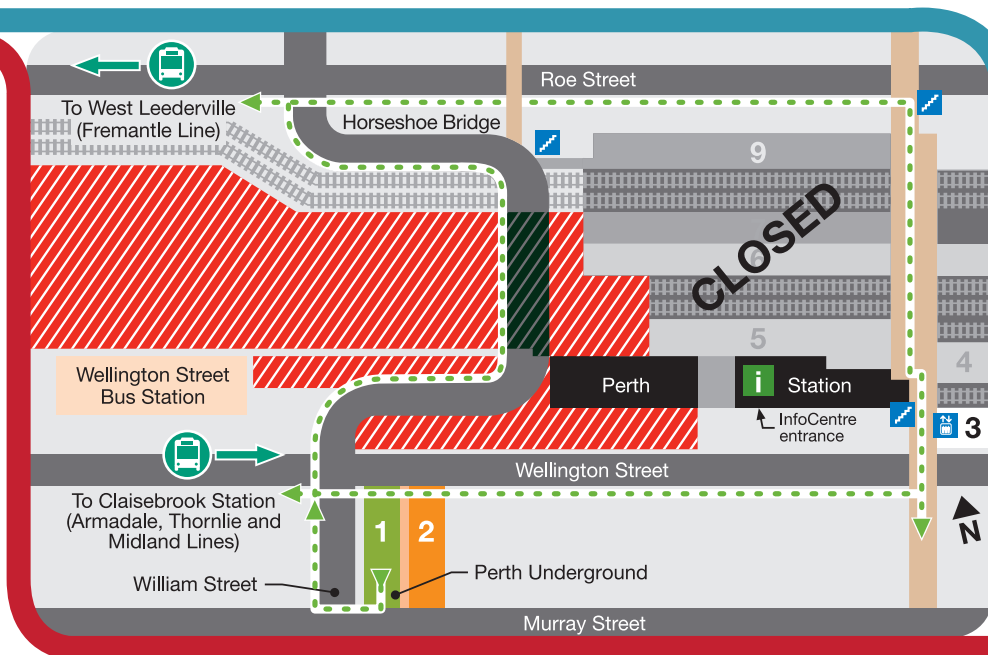 Roe Street
To West Leederville
(Fremantle Line)
Horseshoe Bridge
9
CLOSED
6
5
4
Wellington Street
Bus Station
Perth
i
Station
InfoCentre
entrance
3
Wellington Street
To Claisebrook Station
(Armadale, Thornlie and
Midland Lines)
1
2
N
William Street
Perth Underground
Murray Street